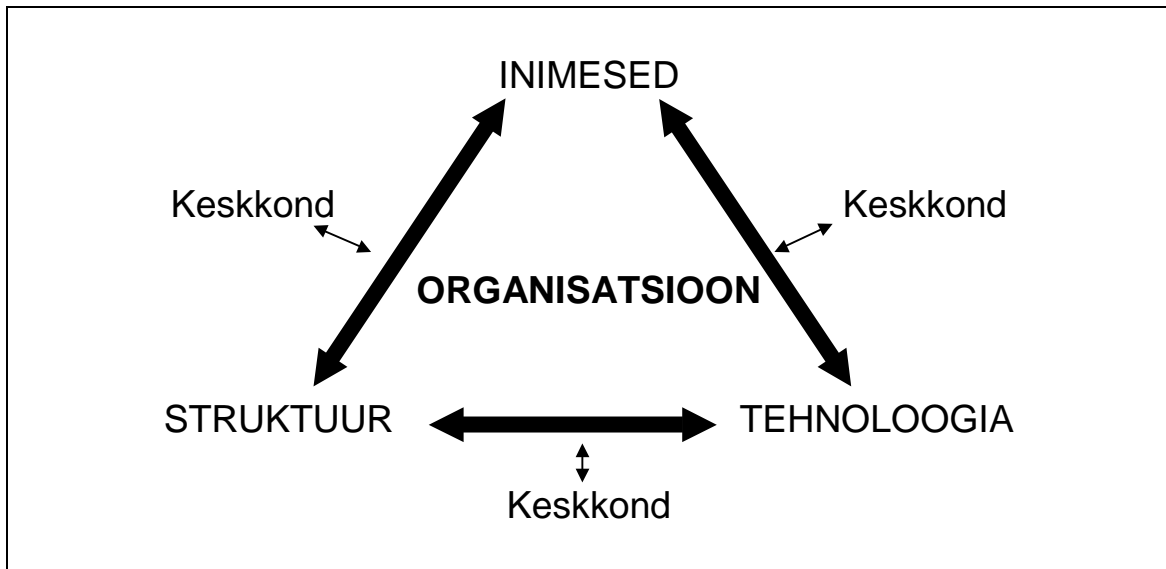 INIMESED
Keskkond
Keskkond
ORGANISATSIOON
STRUKTUUR
TEHNOLOOGIA
Keskkond